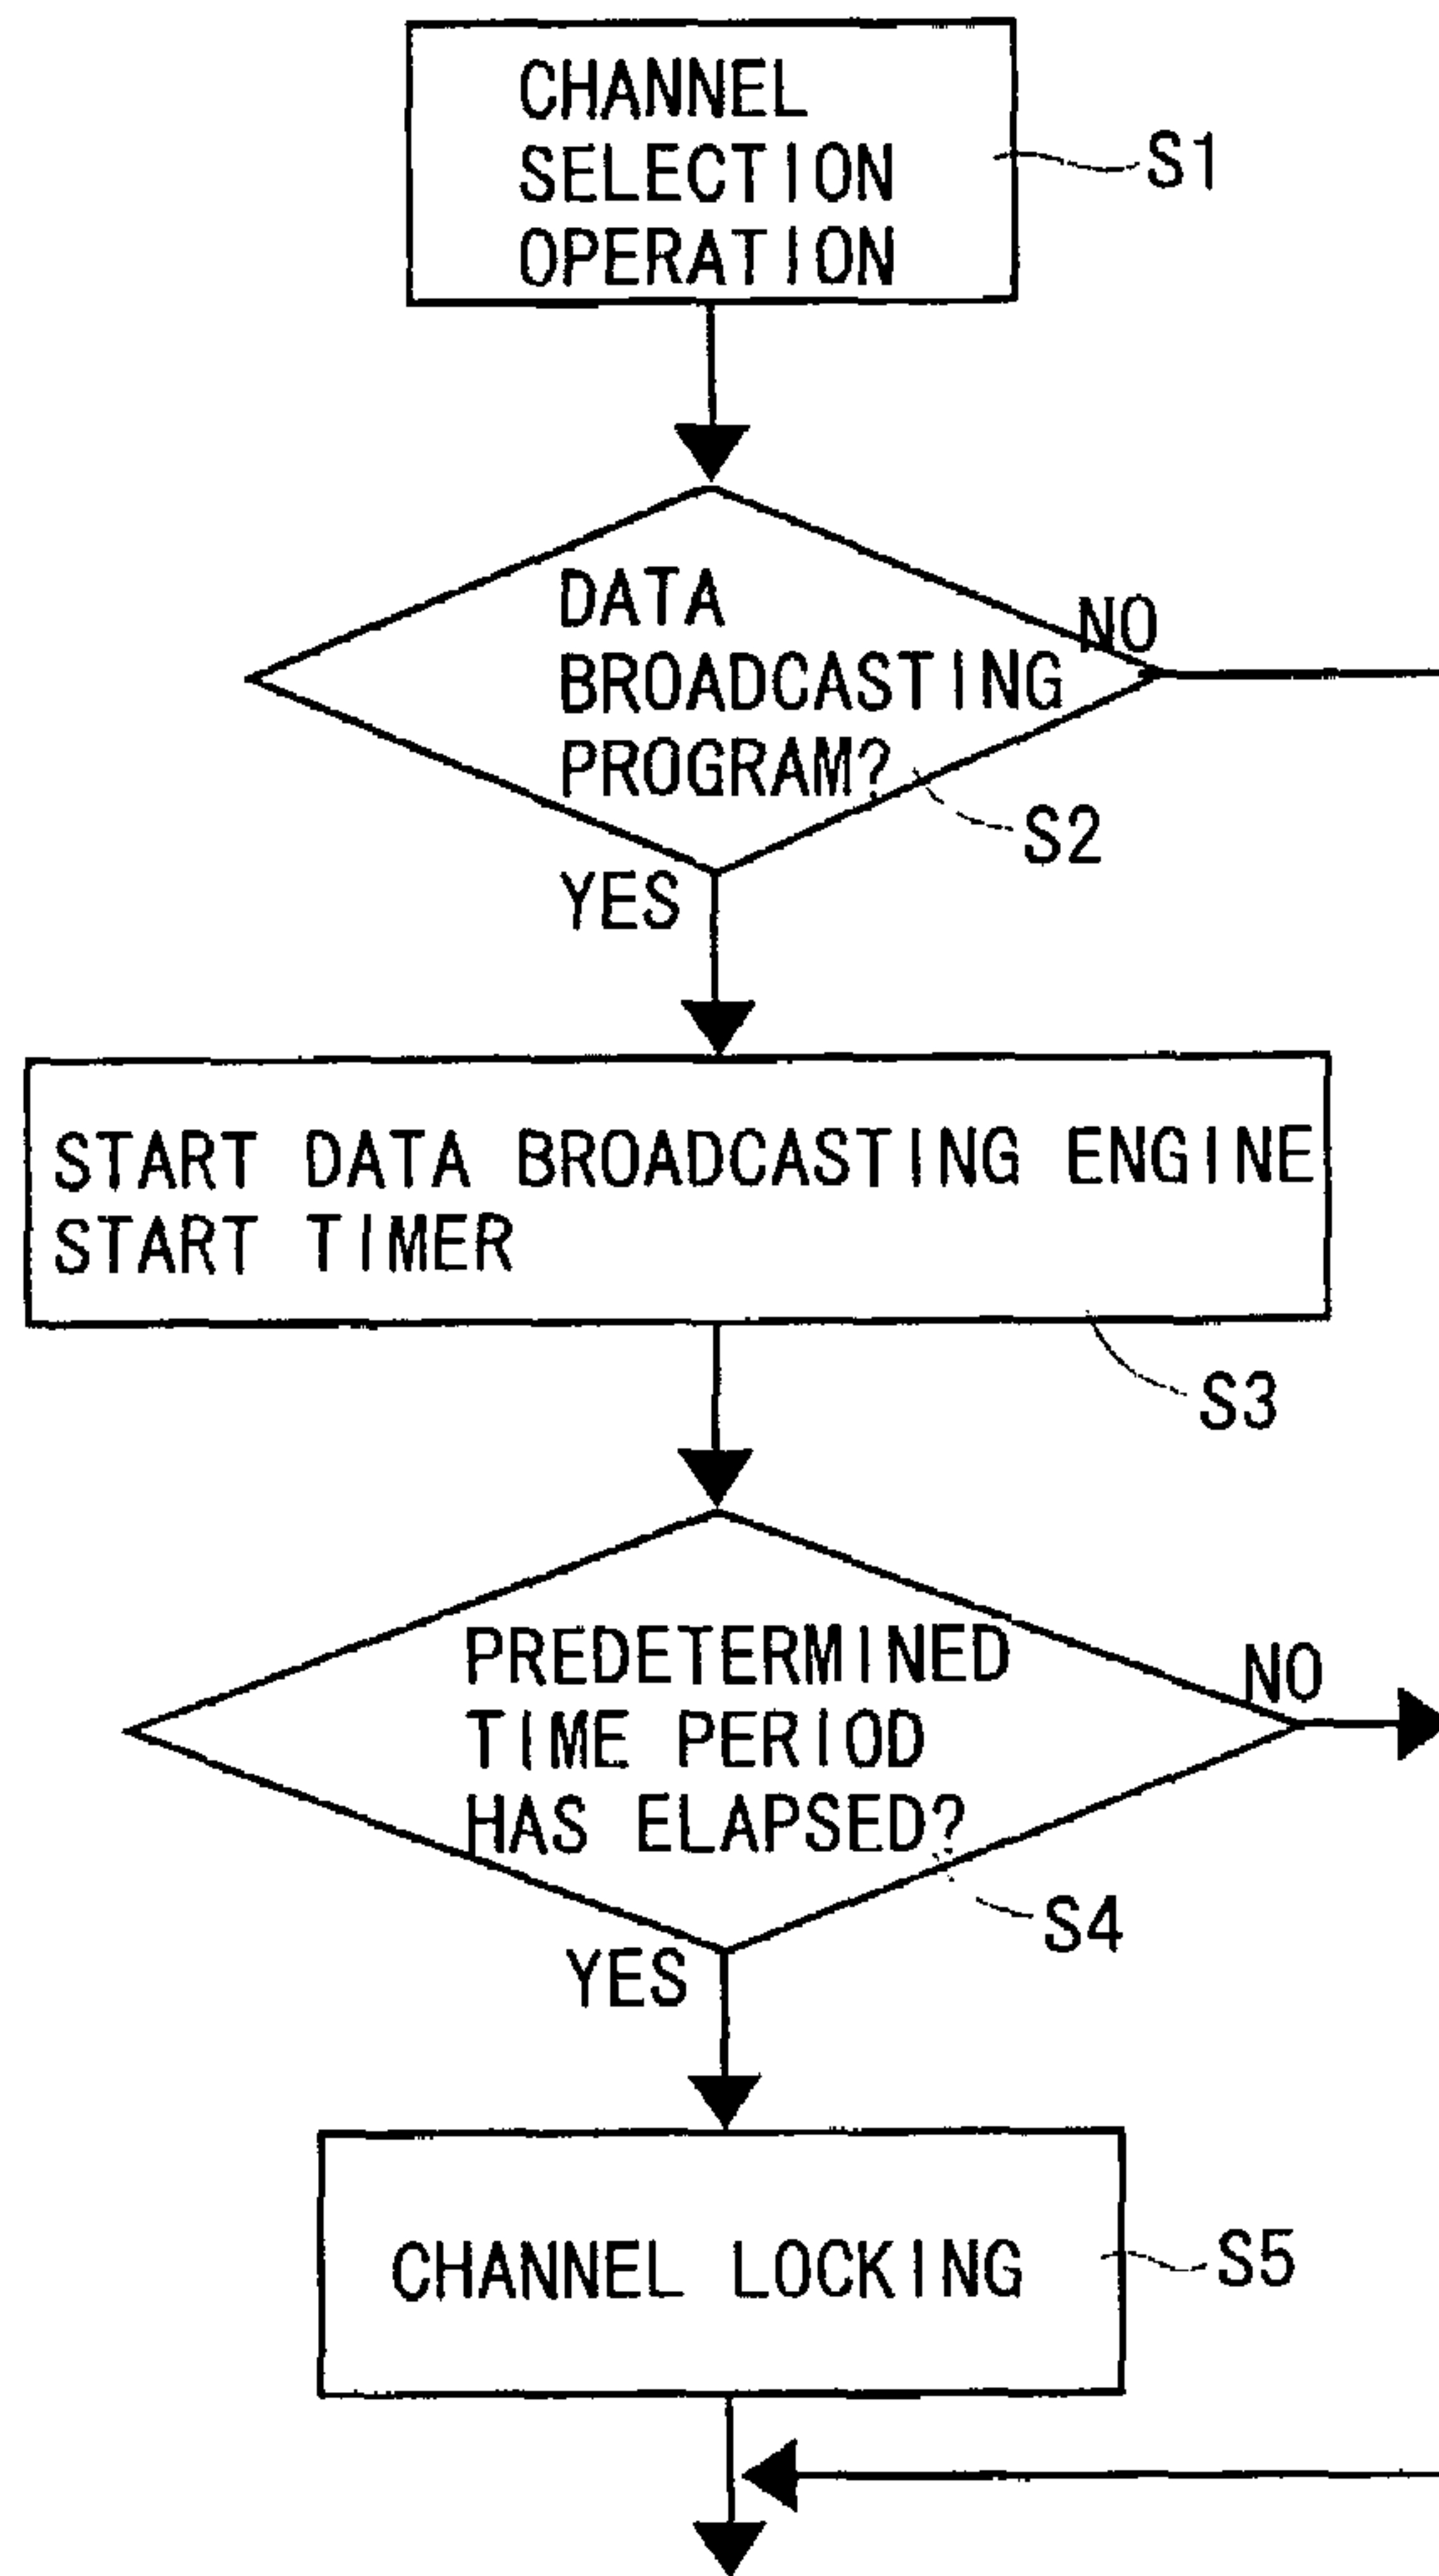 CHANNEL
SELECTION
OPERATION
S1
DATA
BROADCASTING
PROGRAM?
NO
S2
YES
START DATA BROADCASTING ENGINE
START TIMER
S3
PREDETERMINED
TIME PERIOD
HAS ELAPSED?
NO
S4
YES
CHANNEL LOCKING
S5